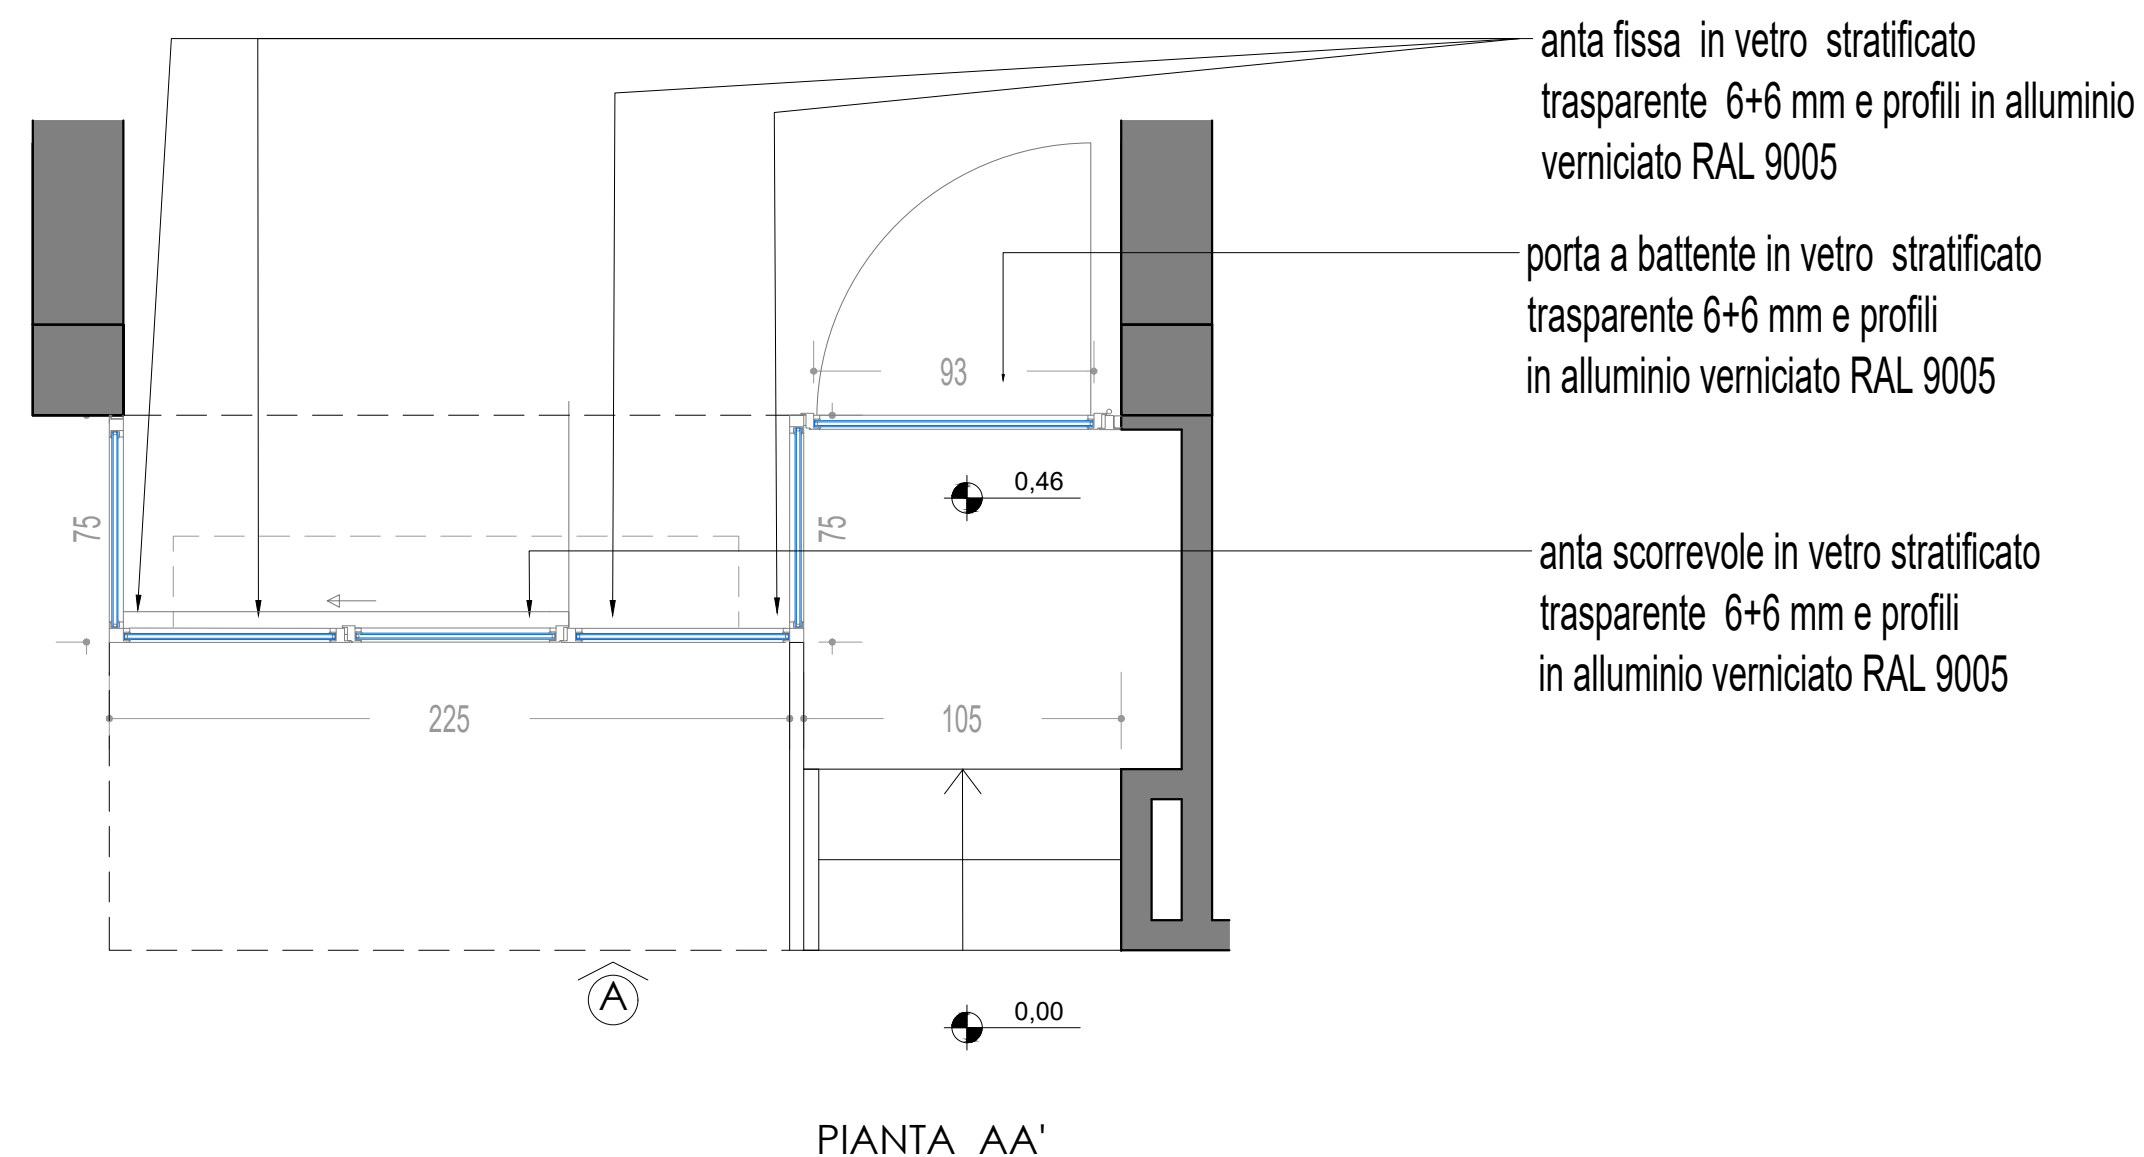 anta fissa in vetro stratificato
trasparente 6+6 mm e profili in alluminio
verniciato RAL 9005
porta a battente in vetro stratificato
trasparente 6+6 mm e profili
in alluminio verniciato RAL 9005
93
0,46
75
75
anta scorrevole in vetro stratificato
trasparente 6+6 mm e profili
in alluminio verniciato RAL 9005
225
105
A
0,00
PIANTA AA'